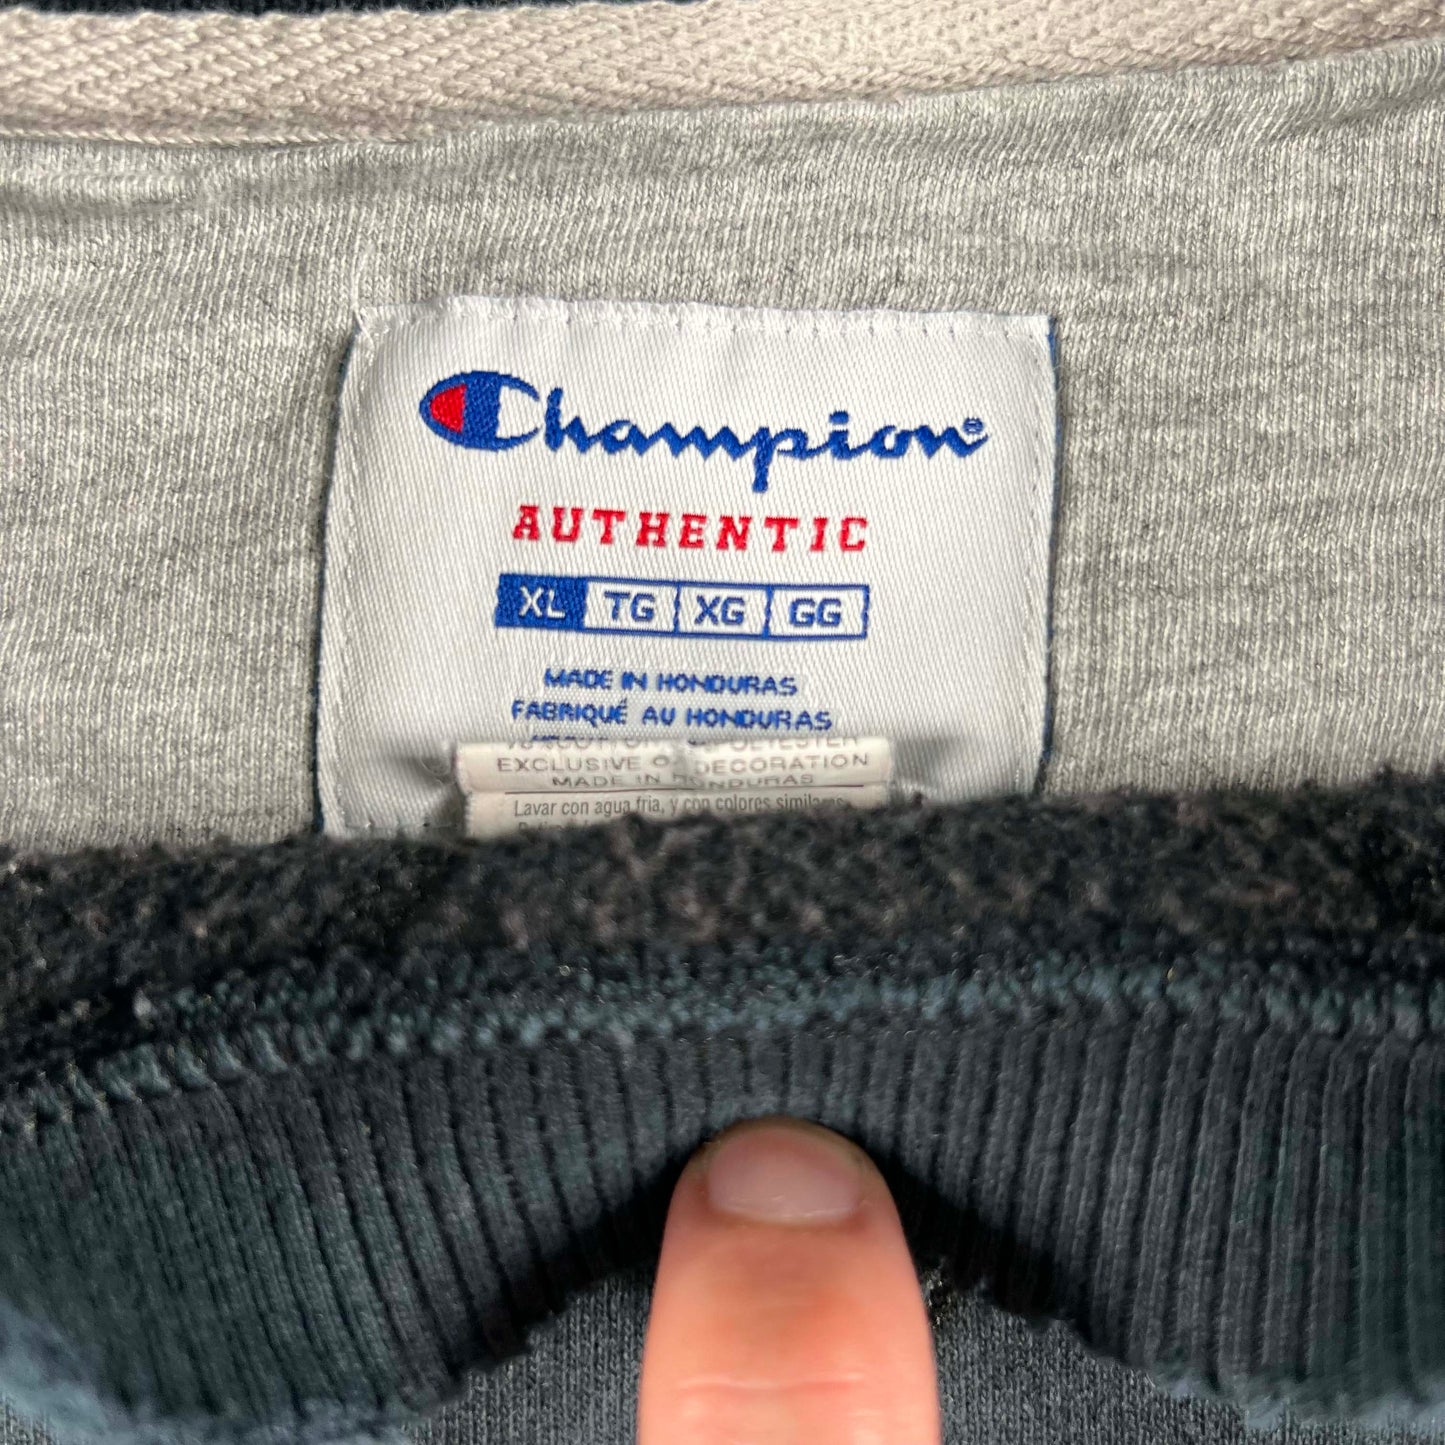 Champion®
AUTHENTIC
XL TG XG GG
MADE IN HONDURAS
FABRIQUÉ AU HONDURAS
POLYESTER
EXCLUSIVE O DECORATION
MADE IN HONDURAS
Lavar con agua fria, y con colores similares